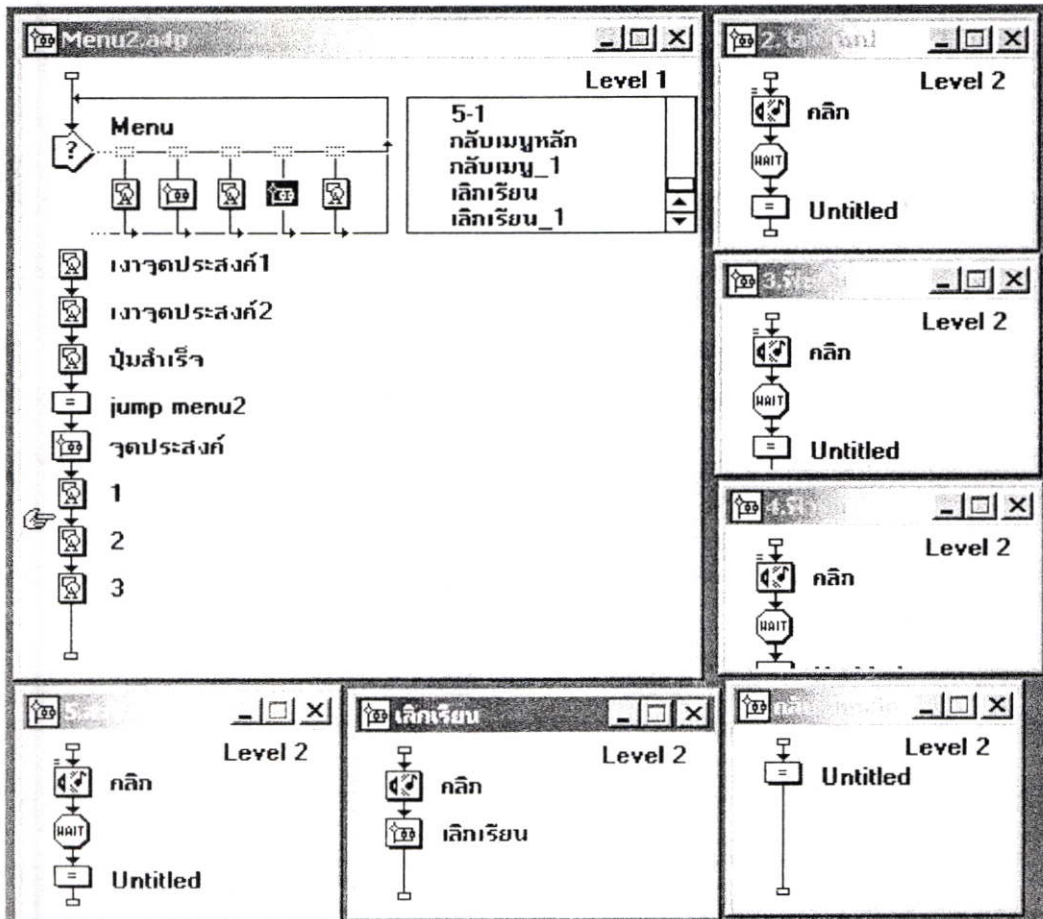 Menu2.a4p
Level 1
Menu
5-1
กลับเมนูหลัก
กลับเมนู_1
เลิกเรียน
เลิกเรียน_1
เงาจุดประสงค์1
เงาจุดประสงค์2
ปุ่มสำเร็จ
jump menu2
จุดประสงค์
1
2
3
2.
Level 2
คลิก
WAIT
Untitled
Level 2
คลิก
WAIT
Untitled
Level 2
คลิก
WAIT
5
Level 2
คลิก
WAIT
Untitled
เลิกเรียน
Level 2
คลิก
เลิกเรียน
Level 2
Untitled